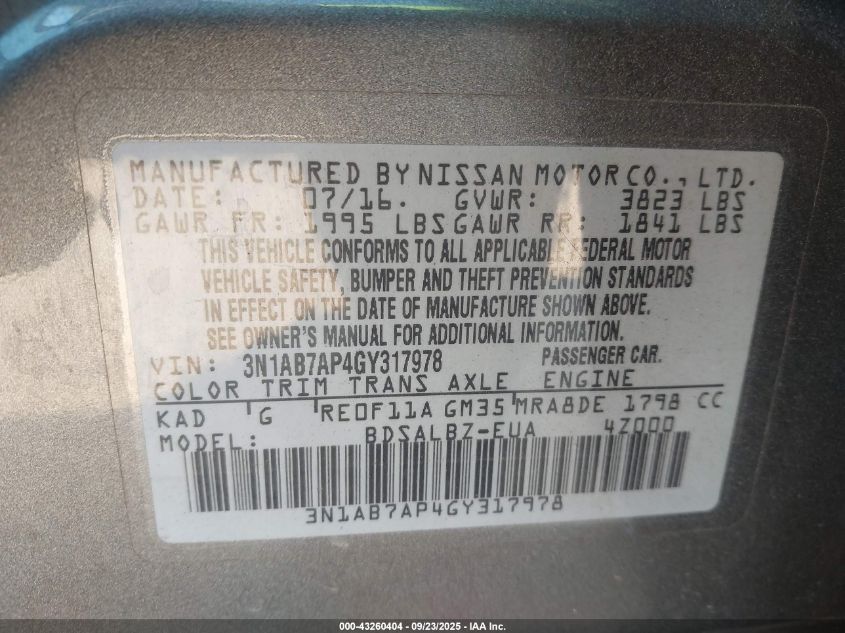 MANUFACTURED BY NISSAN MOTOR CO., LTD.
DATE: 07/16. GVWR: 3823 LBS
GAWR FR: 1995 LBS GAWR RR: 1841 LBS
THIS VEHICLE CONFORMS TO ALL APPLICABLE FEDERAL MOTOR
VEHICLE SAFETY, BUMPER AND THEFT PREVENTION STANDARDS
IN EFFECT ON THE DATE OF MANUFACTURE SHOWN ABOVE.
SEE OWNER'S MANUAL FOR ADDITIONAL INFORMATION.
VIN: 3N1AB7AP4GY317978 PASSENGER CAR.
COLOR TRIM TRANS AXLE ENGINE
KAD G RE0F11A GM35 MRA8DE 1798 CC
MODEL: BDSALBZ-EUA 4Z000
3N1AB7AP4GY317978
000-43260404 - 09/23/2025 - IAA Inc.